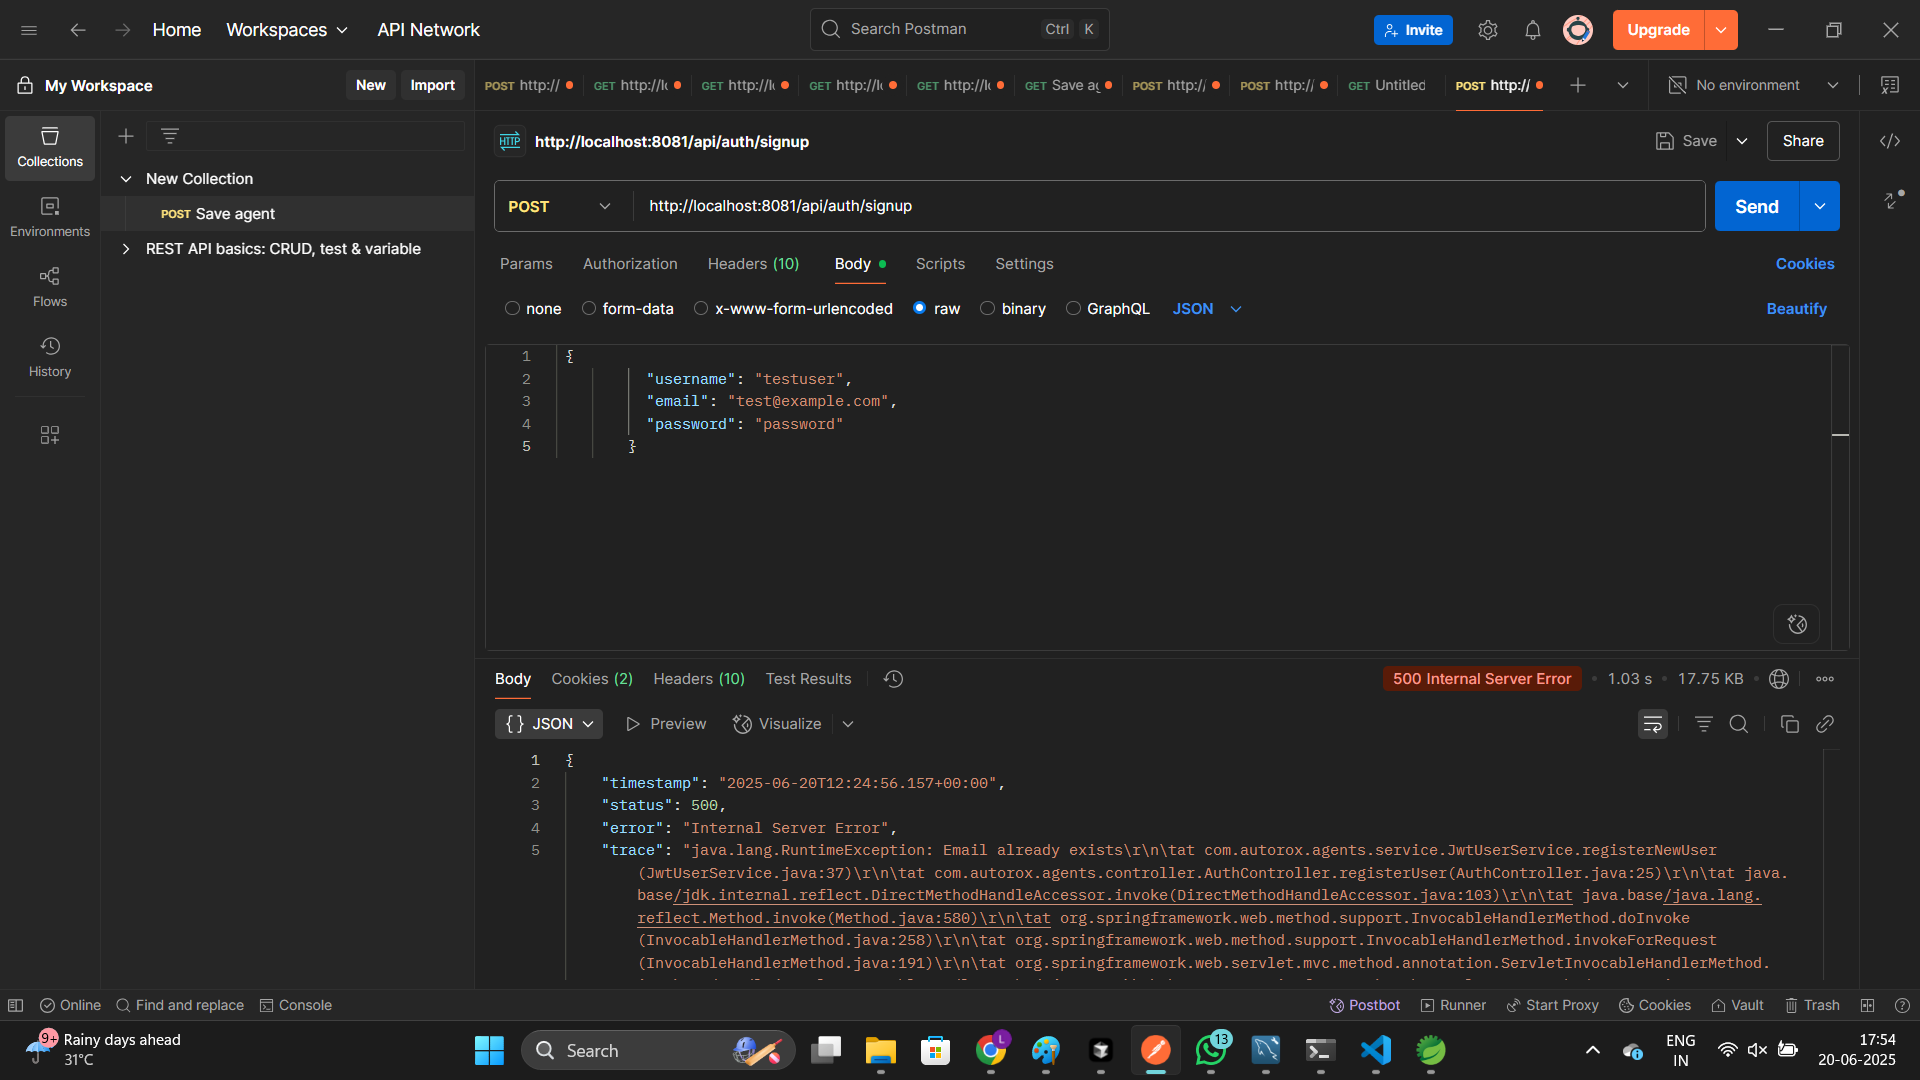 Home
Workspaces
API Network
Search Postman
Ctrl
K
Invite
Upgrade
My Workspace
New
Import
POST http://
GET http://l
GET http://l
GET http://l
GET http://l
GET Save a
POST http:/
POST http:/
GET Untitled
POST http://
No environment
Collections
Environments
Flows
History
New Collection
POST Save agent
REST API basics: CRUD, test & variable
HTTP
http://localhost:8081/api/auth/signup
Save
Share
POST
http://localhost:8081/api/auth/signup
Send
Params
Authorization
Headers (10)
Body
Scripts
Settings
Cookies
none
form-data
x-www-form-urlencoded
raw
binary
GraphQL
JSON
Beautify
1 {
2 "username": "testuser",
3 "email": "test@example.com",
4 "password": "password"
5 }
Body
Cookies (2)
Headers (10)
Test Results
500 Internal Server Error
1.03 s
17.75 KB
{} JSON
Preview
Visualize
1 {
2 "timestamp": "2025-06-20T12:24:56.157+00:00",
3 "status": 500,
4 "error": "Internal Server Error",
5 "trace": "java.lang.RuntimeException: Email already exists\r\n\tat com.autorox.agents.service.JwtUserService.registerNewUser
(JwtUserService.java:37)\r\n\tat com.autorox.agents.controller.AuthController.registerUser(AuthController.java:25)\r\n\tat java.
base/jdk.internal.reflect.DirectMethodHandleAccessor.invoke(DirectMethodHandleAccessor.java:103)\r\n\tat java.base/java.lang.
reflect.Method.invoke(Method.java:580)\r\n\tat org.springframework.web.method.support.InvocableHandlerMethod.doInvoke
(InvocableHandlerMethod.java:258)\r\n\tat org.springframework.web.method.support.InvocableHandlerMethod.invokeForRequest
(InvocableHandlerMethod.java:191)\r\n\tat org.springframework.web.servlet.mvc.method.annotation.ServletInvocableHandlerMethod.
Online
Find and replace
Console
Postbot
Runner
Start Proxy
Cookies
Vault
Trash
9+
Rainy days ahead
31°C
Search
L
13
ENG
IN
17:54
20-06-2025